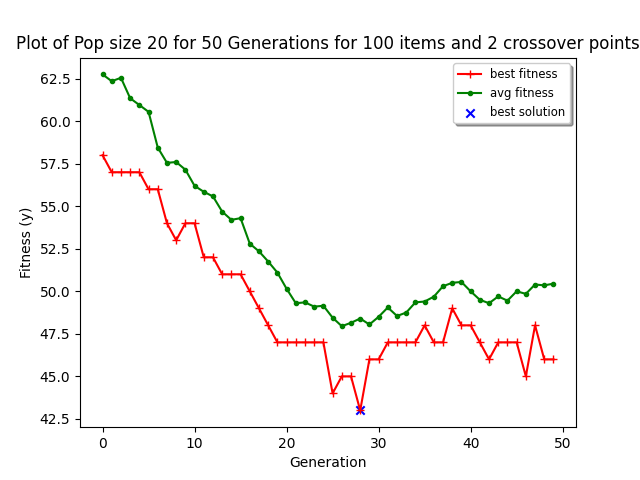 Plot of Pop size 20 for 50 Generations for 100 items and 2 crossover points
best fitness
avg fitness
best solution
Fitness (y)
62.5
60.0
57.5
55.0
52.5
50.0
47.5
45.0
42.5
0 10 20 30 40 50
Generation